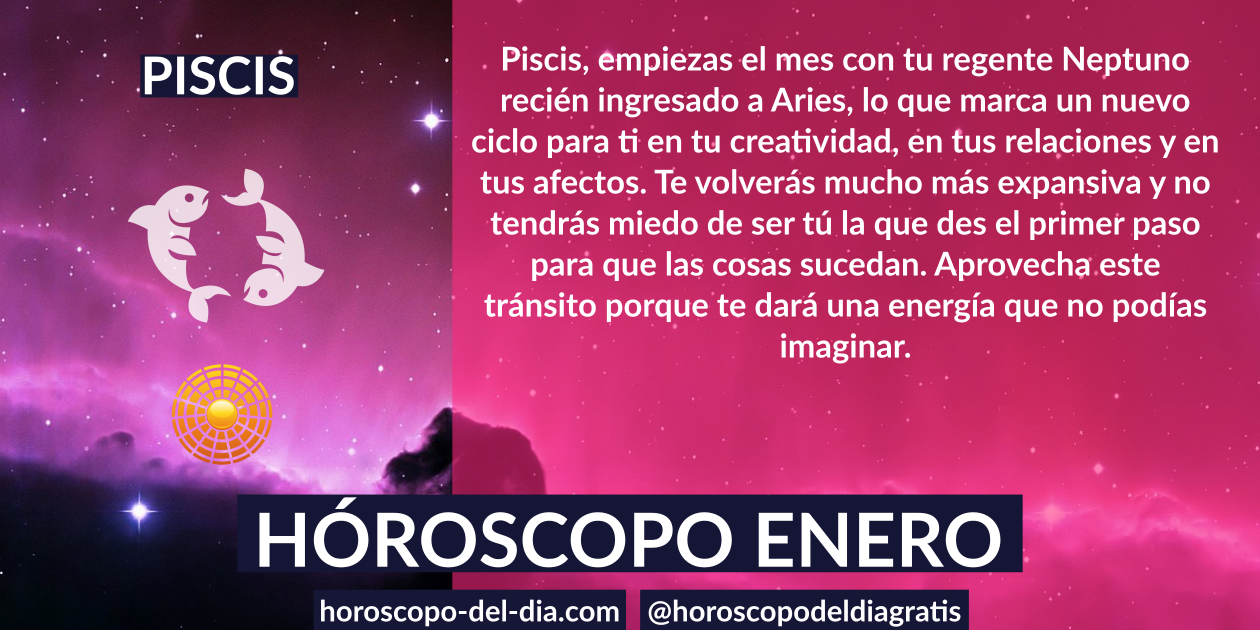 PISCIS
Piscis, empiezas el mes con tu regente Neptuno
recién ingresado a Aries, lo que marca un nuevo
ciclo para ti en tu creatividad, en tus relaciones y en
tus afectos. Te volverás mucho más expansiva y no
tendrás miedo de ser tú la que des el primer paso
para que las cosas sucedan. Aprovecha este
tránsito porque te dará una energía que no podías
imaginar.
HÓROSCOPO ENERO
horoscopo-del-dia.com
@horoscopodeldiagratis